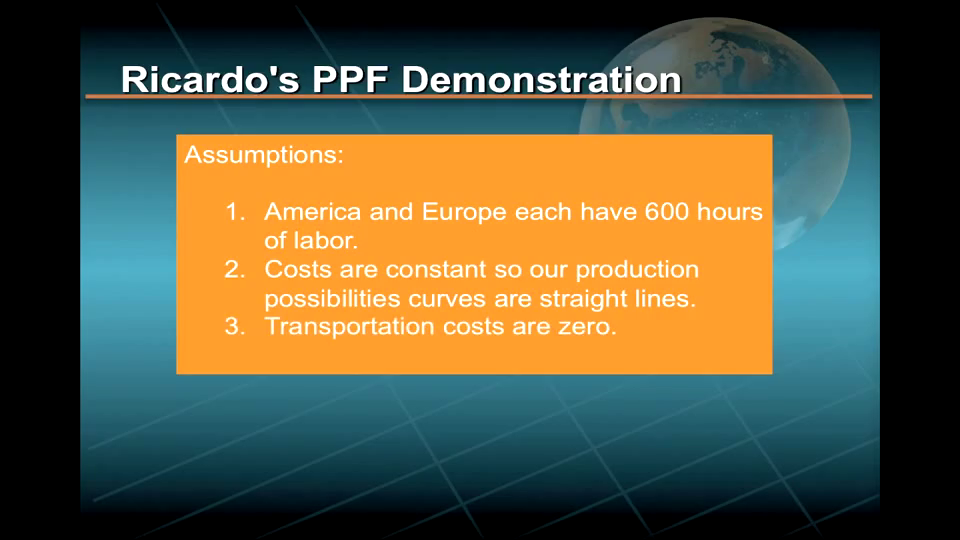 Ricardo's PPF Demonstration
Assumptions:
1. America and Europe each have 600 hours
of labor.
2. Costs are constant so our production
possibilities curves are straight lines.
3. Transportation costs are zero.